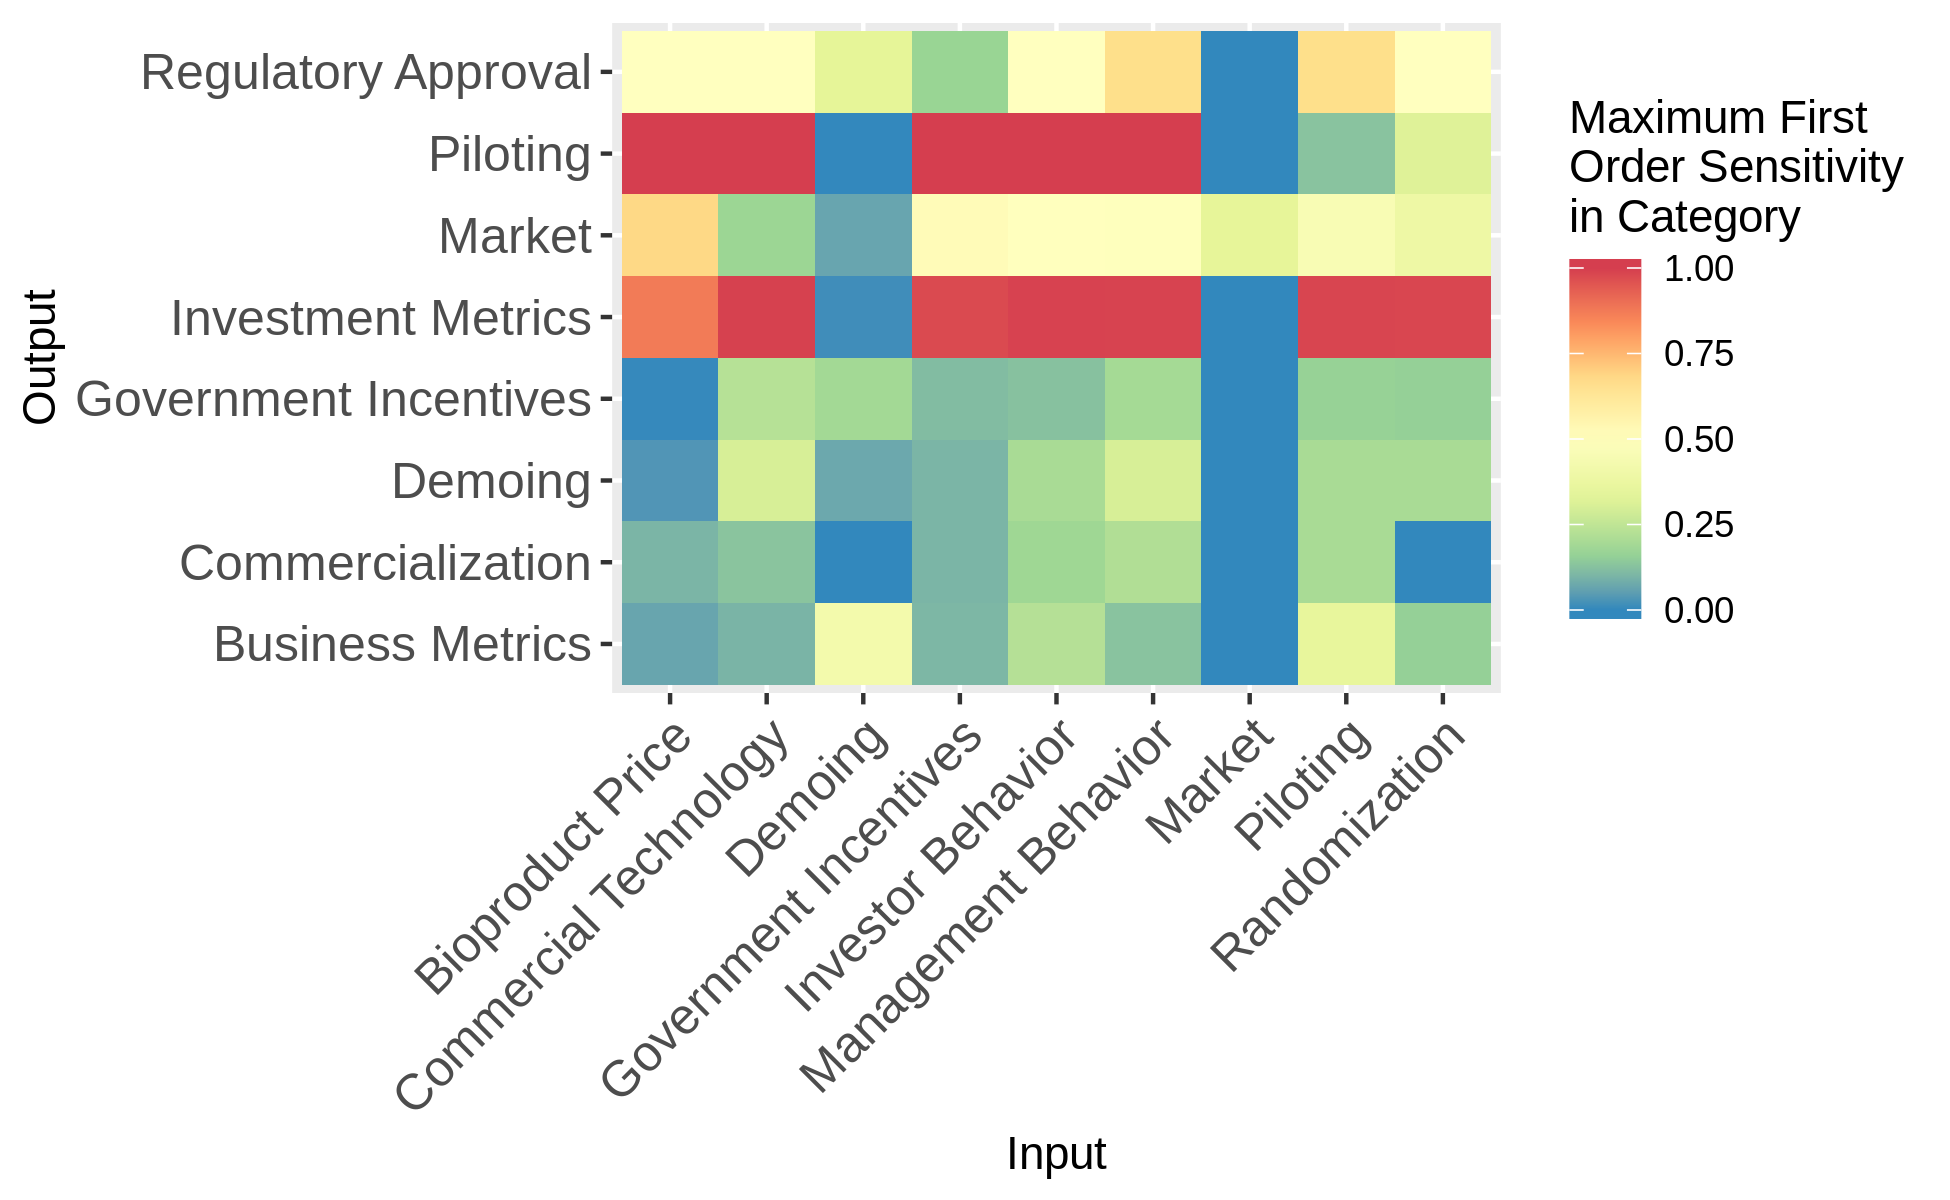 Regulatory Approval
Piloting
Market
Investment Metrics
Government Incentives
Demoing
Commercialization
Business Metrics
Output
Bioproduct Price
Commercial Technology
Demoing
Government Incentives
Investor Behavior
Management Behavior
Market
Piloting
Randomization
Input
Maximum First
Order Sensitivity
in Category
1.00
0.75
0.50
0.25
0.00